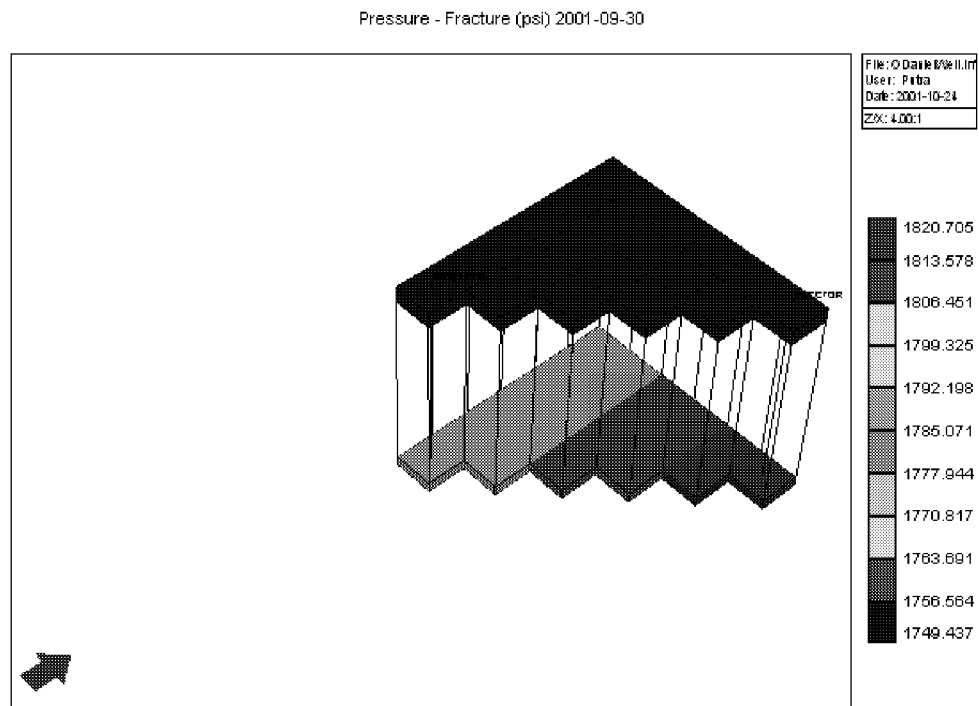 Pressure - Fracture (psi) 2001-09-30
User: Putra
Date: 2001-10-24
Z/X: 4.00:1
1820.705
1813.578
1806.451
1799.325
1792.198
1785.071
1777.944
1770.817
1763.691
1756.564
1749.437